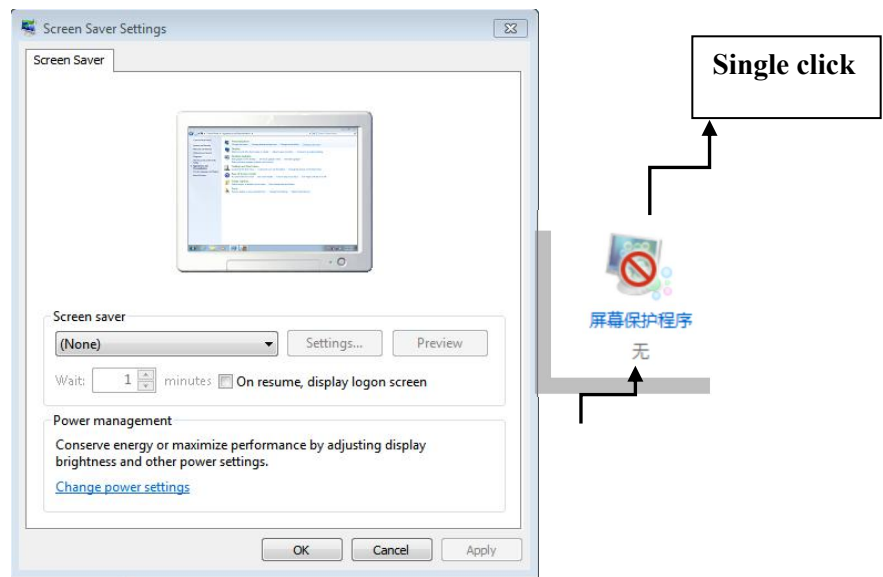 Screen Saver Settings
Screen Saver
Screen saver
(None)
Settings...
Preview
Wait:
1
minutes
On resume, display logon screen
Power management
Conserve energy or maximize performance by adjusting display
brightness and other power settings.
Change power settings
OK
Cancel
Apply
Single click
屏幕保护程序
无